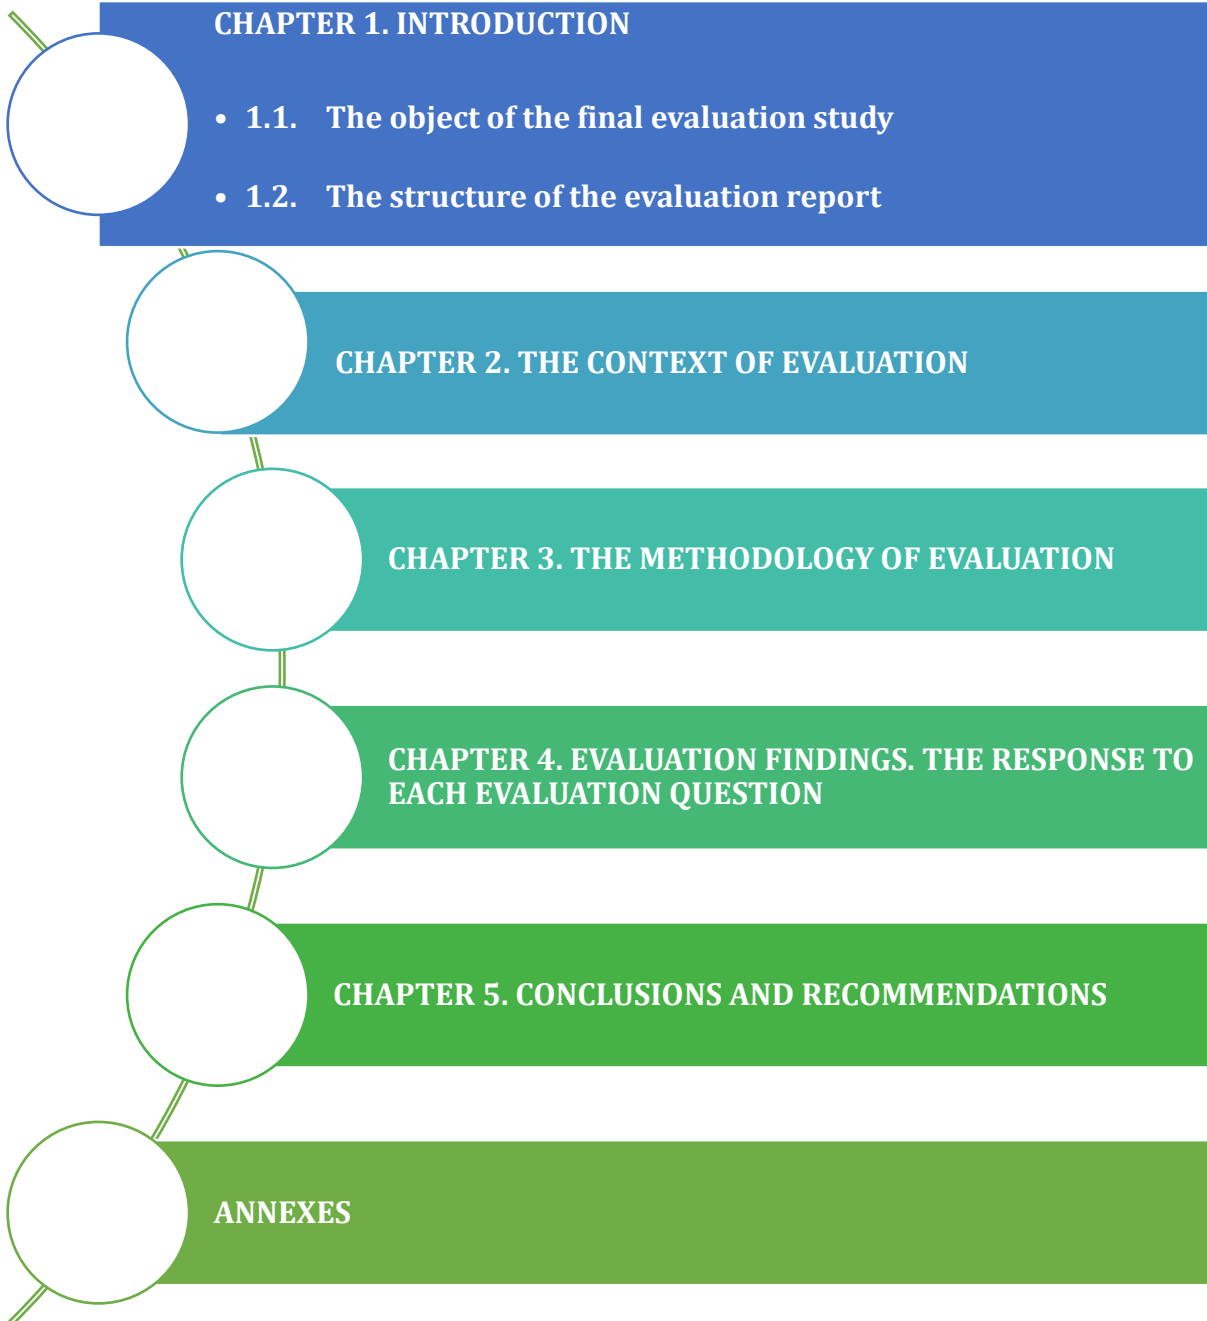 CHAPTER 1. INTRODUCTION
• 1.1. The object of the final evaluation study
• 1.2. The structure of the evaluation report
CHAPTER 2. THE CONTEXT OF EVALUATION
CHAPTER 3. THE METHODOLOGY OF EVALUATION
CHAPTER 4. EVALUATION FINDINGS. THE RESPONSE TO
EACH EVALUATION QUESTION
CHAPTER 5. CONCLUSIONS AND RECOMMENDATIONS
ANNEXES